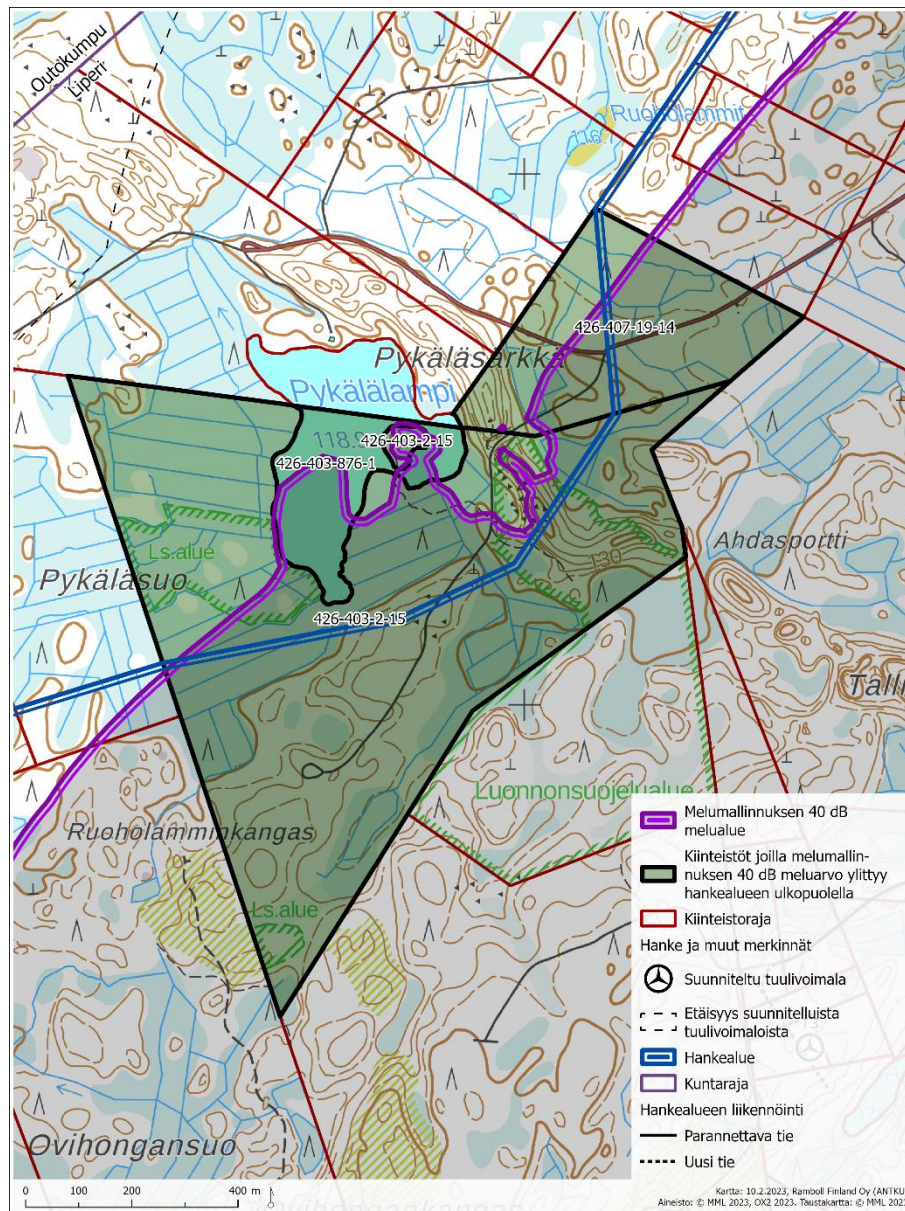 Outokumpu
Liperi
Ruoholammit
116.7
426-407-19-14
Pykäläsärkkä
Pykälälampi
118.9
426-403-2-15
426-403-876-1
Ls.alue
Pykäläsuo
130
Ahdasportti
426-403-2-15
Luonnonsuojelualue
Ruoholamminkangas
Ls.alue
Ovihongansuo
Melumallinnuksen 40 dB
melualue
Kiinteistöt joilla melumallin-
nuksen 40 dB meluarvo ylittyy
hankealueen ulkopuolella
Kiinteistoraja
Hanke ja muut merkinnät
Suunniteltu tuulivoimala
Etäisyys suunnitelluista
tuulivoimaloista
Hankealue
Kuntaraja
Hankealueen liikennöinti
Parannettava tie
Uusi tie
0 100 200 400 m
Kartta: 10.2.2023, Ramboll Finland Oy (ANTKU
Aineisto: © MML 2023, OX2 2023. Taustakartta: © MML 2021